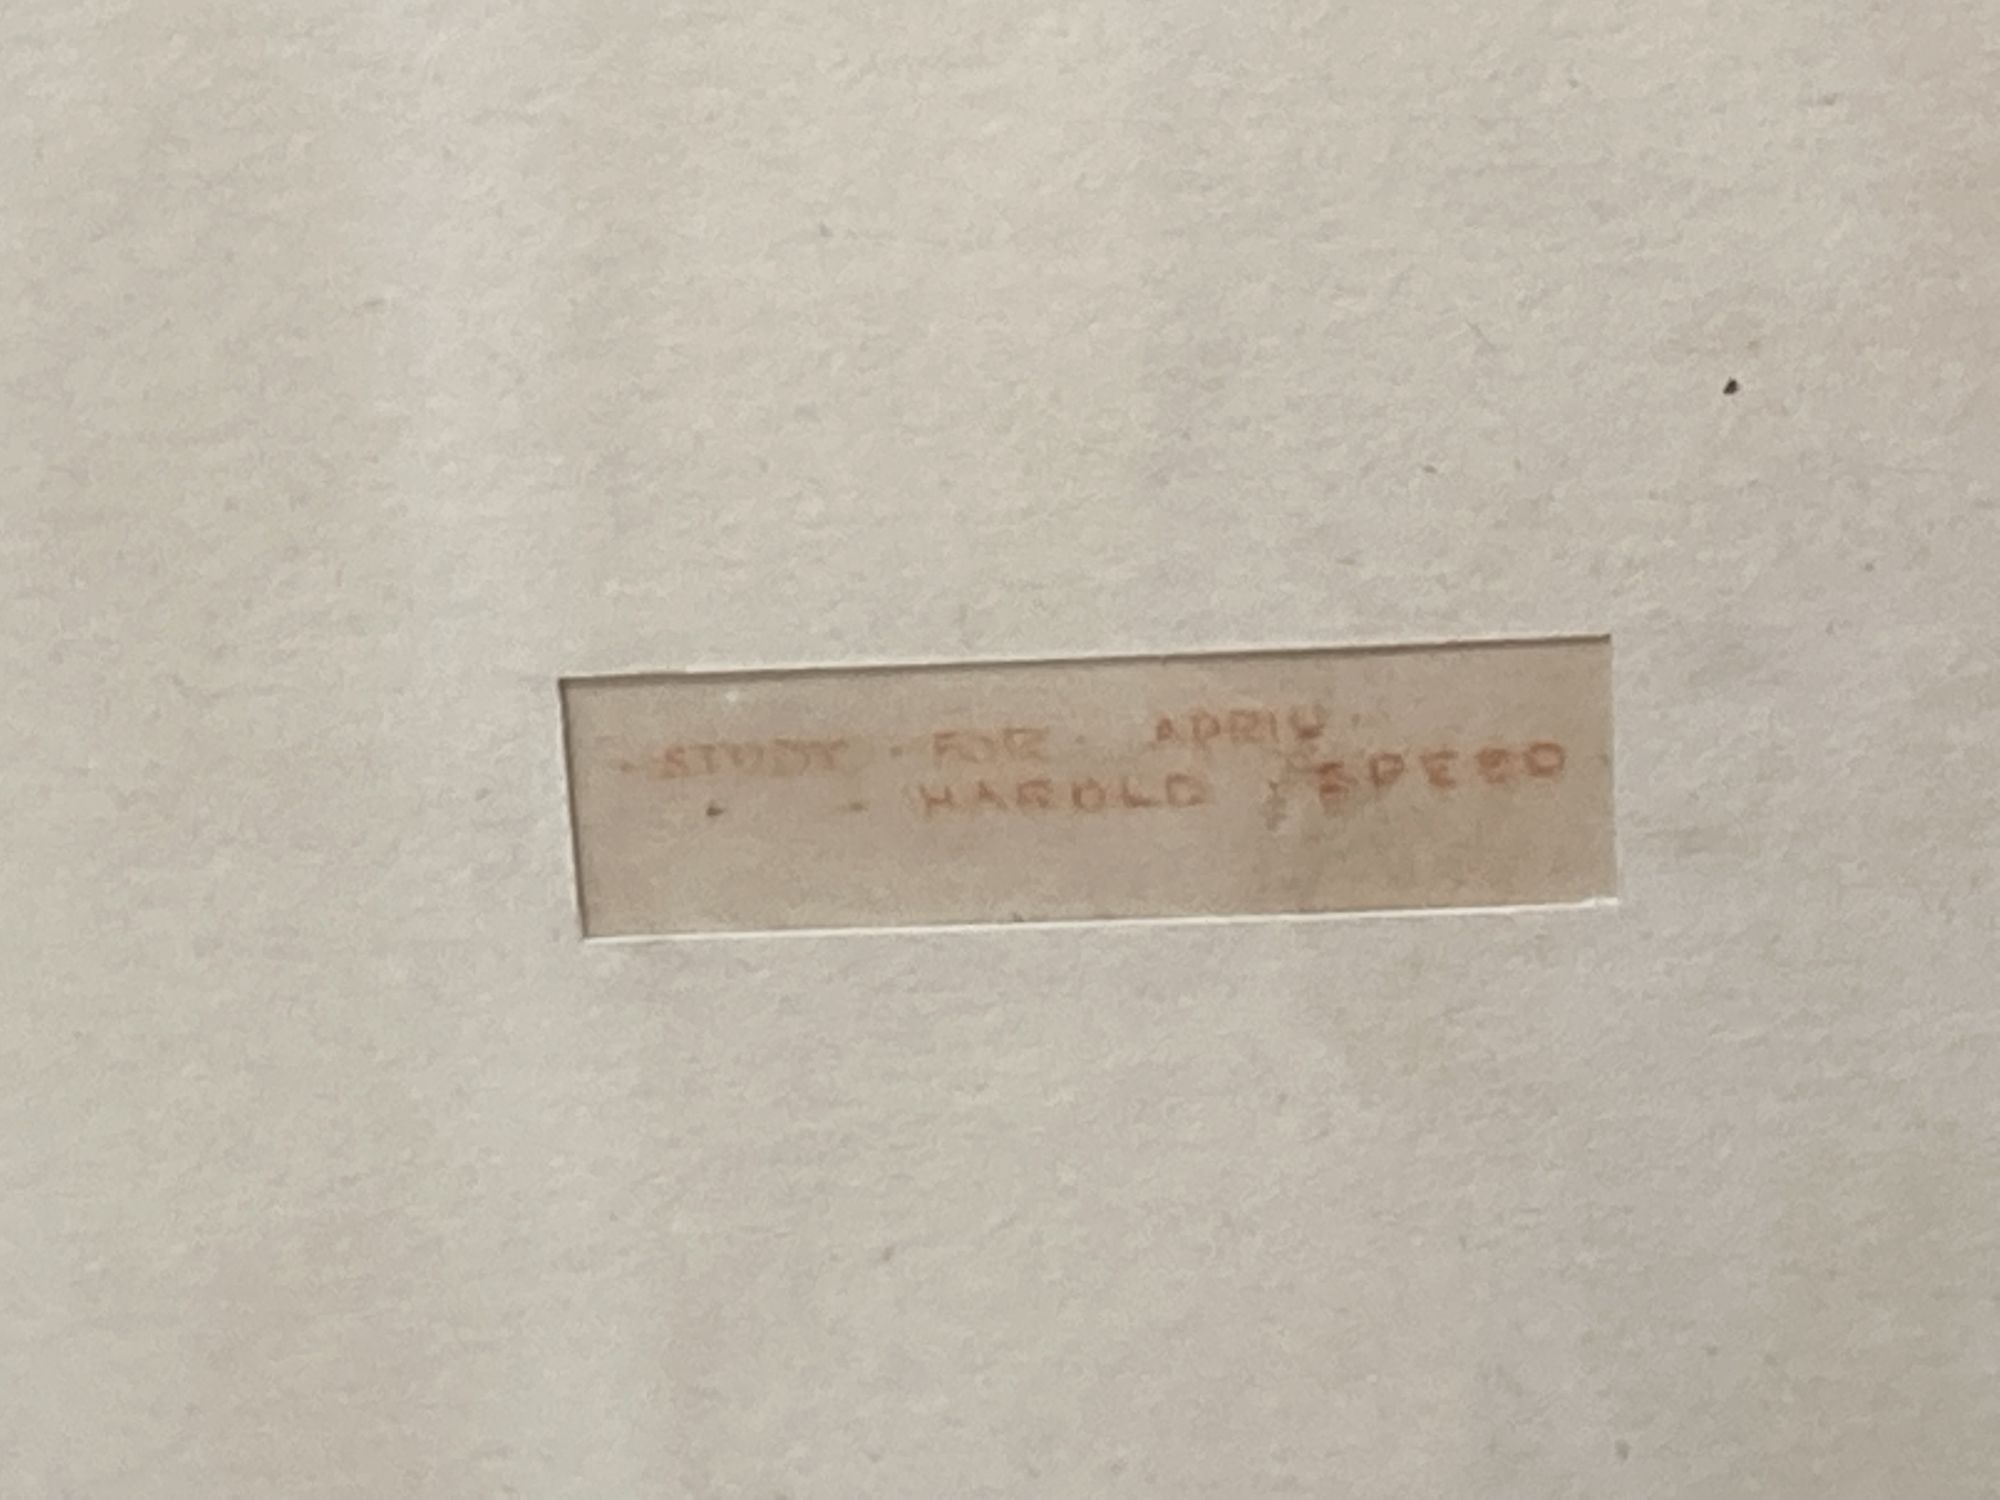 · STUDY · FOR · APRIL ·
· HAROLD SPEED ·